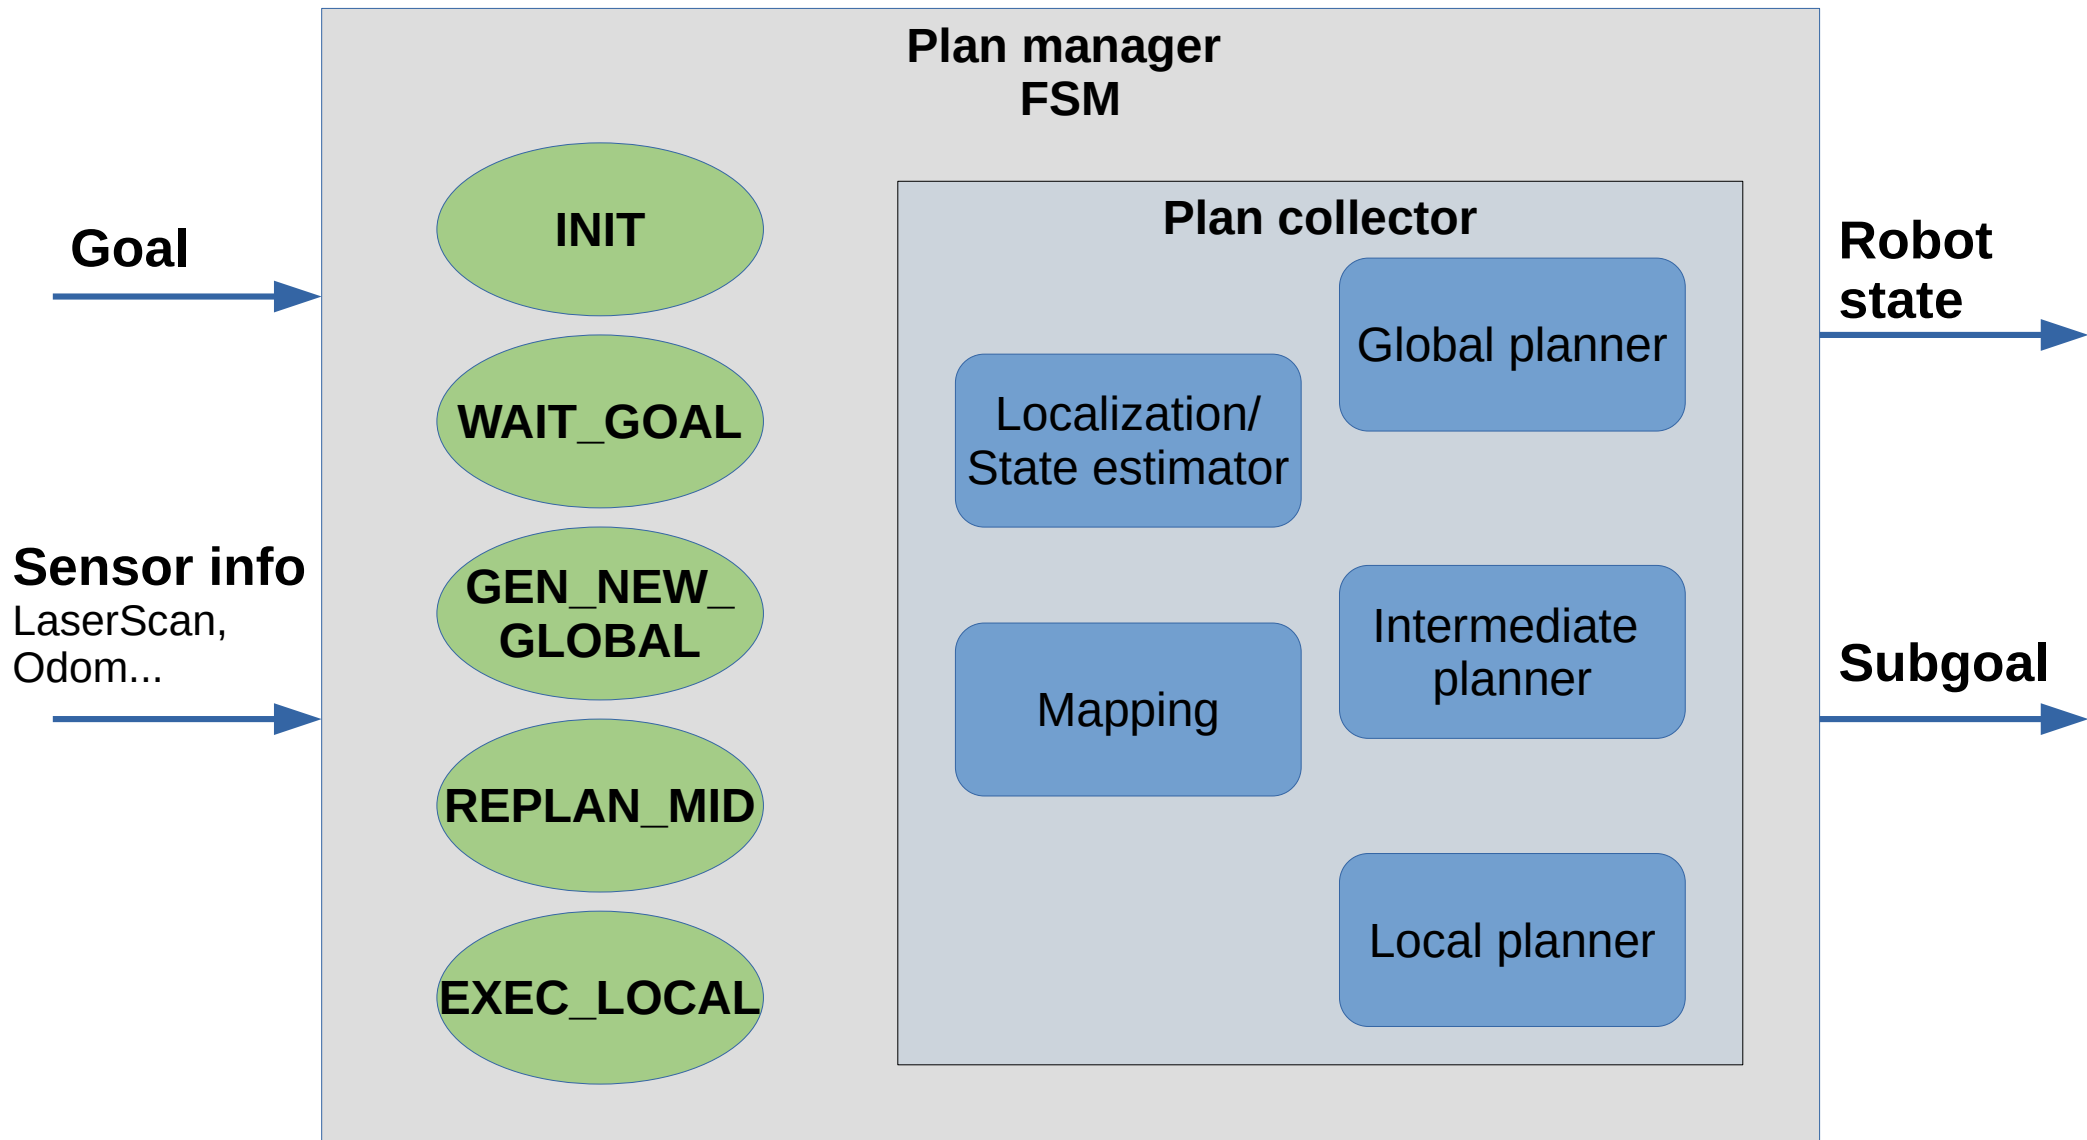 Plan manager
FSM
Goal
Sensor info
LaserScan,
Odom...
INIT
WAIT_GOAL
GEN_NEW_
GLOBAL
REPLAN_MID
EXEC_LOCAL
Plan collector
Localization/
State estimator
Mapping
Global planner
Intermediate
planner
Local planner
Robot
state
Subgoal